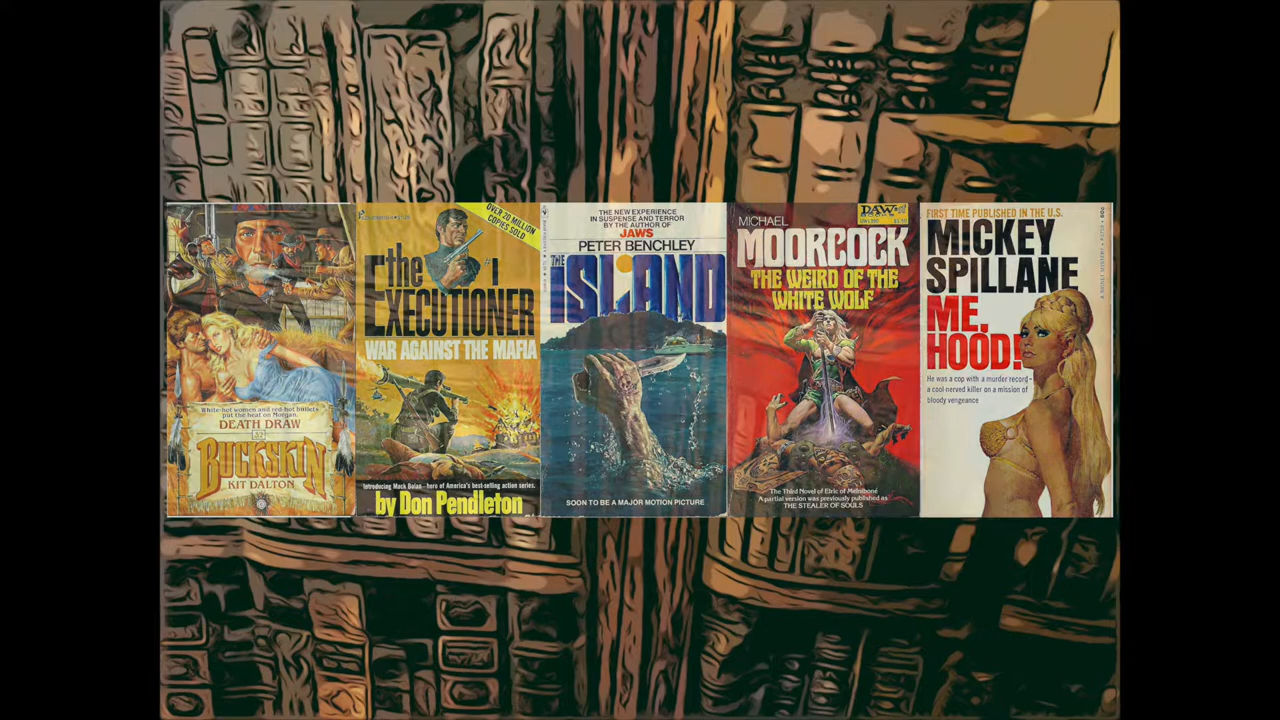 White-hot women and red-hot bullets
put the heat on Morgan.
DEATH DRAW
32
BUCKSKIN
KIT DALTON
OVER 20 MILLION
COPIES SOLD
the
#1
EXECUTIONER
WAR AGAINST THE MAFIA
Introducing Mack Bolan—hero of America's best-selling action series.
by Don Pendleton
THE NEW EXPERIENCE
IN SUSPENSE AND TERROR
BY THE AUTHOR OF
JAWS
PETER BENCHLEY
THE
ISLAND
SOON TO BE A MAJOR MOTION PICTURE
DAW
MICHAEL
MOORCOCK
THE WEIRD OF THE
WHITE WOLF
The Third Novel of Elric of Melniboné
A partial version was previously published as
THE STEALER OF SOULS
FIRST TIME PUBLISHED IN THE U.S.
60c
MICKEY
SPILLANE
ME,
HOOD!
He was a cop with a murder record-
a cool-nerved killer on a mission of
bloody vengeance